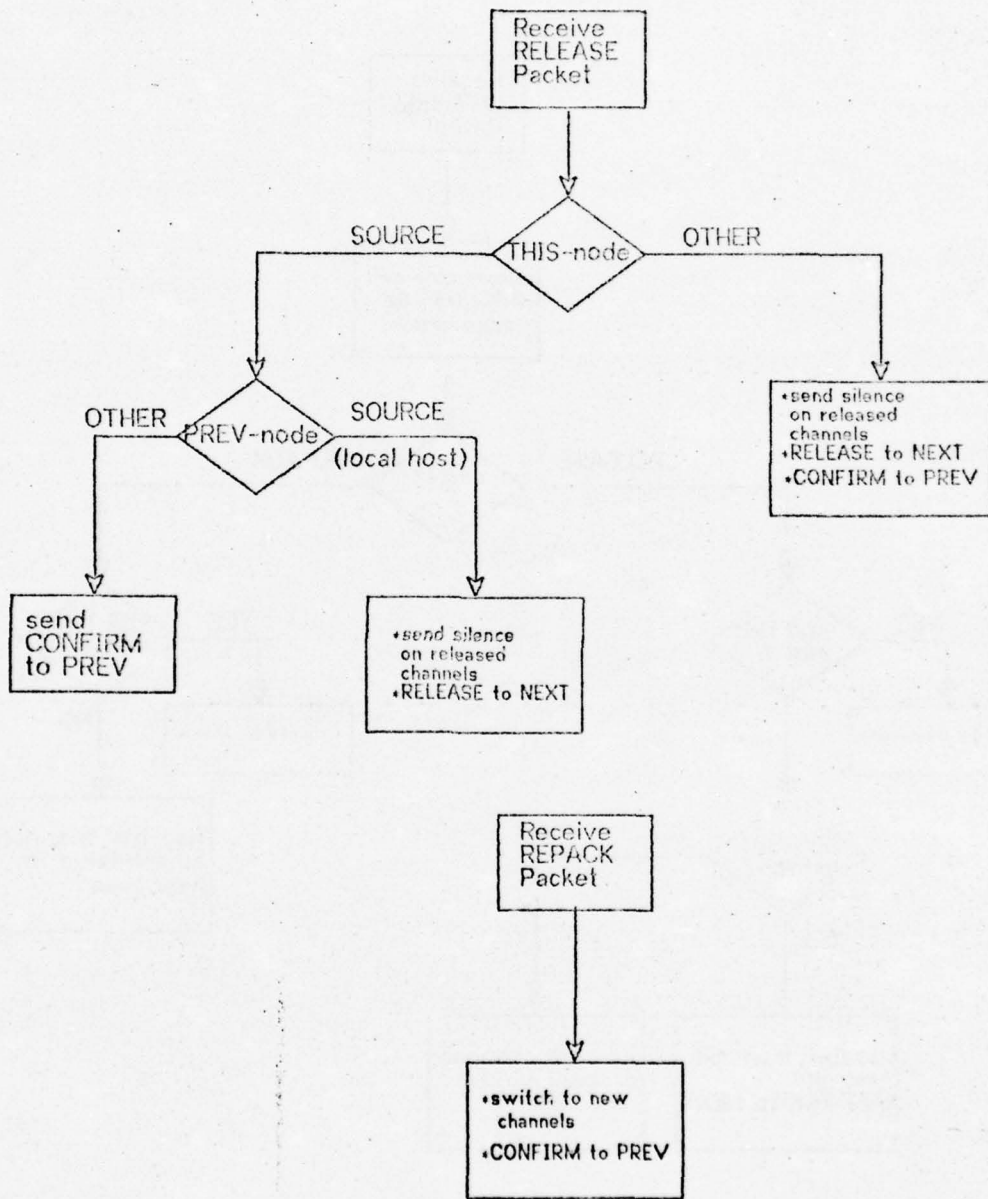 Receive
RELEASE
Packet
SOURCE
THIS-node
OTHER
OTHER
PREV-node
SOURCE
(local host)
*send silence
on released
channels
*RELEASE to NEXT
*CONFIRM to PREV
send
CONFIRM
to PREV
*send silence
on released
channels
*RELEASE to NEXT
Receive
REPACK
Packet
*switch to new
channels
*CONFIRM to PREV